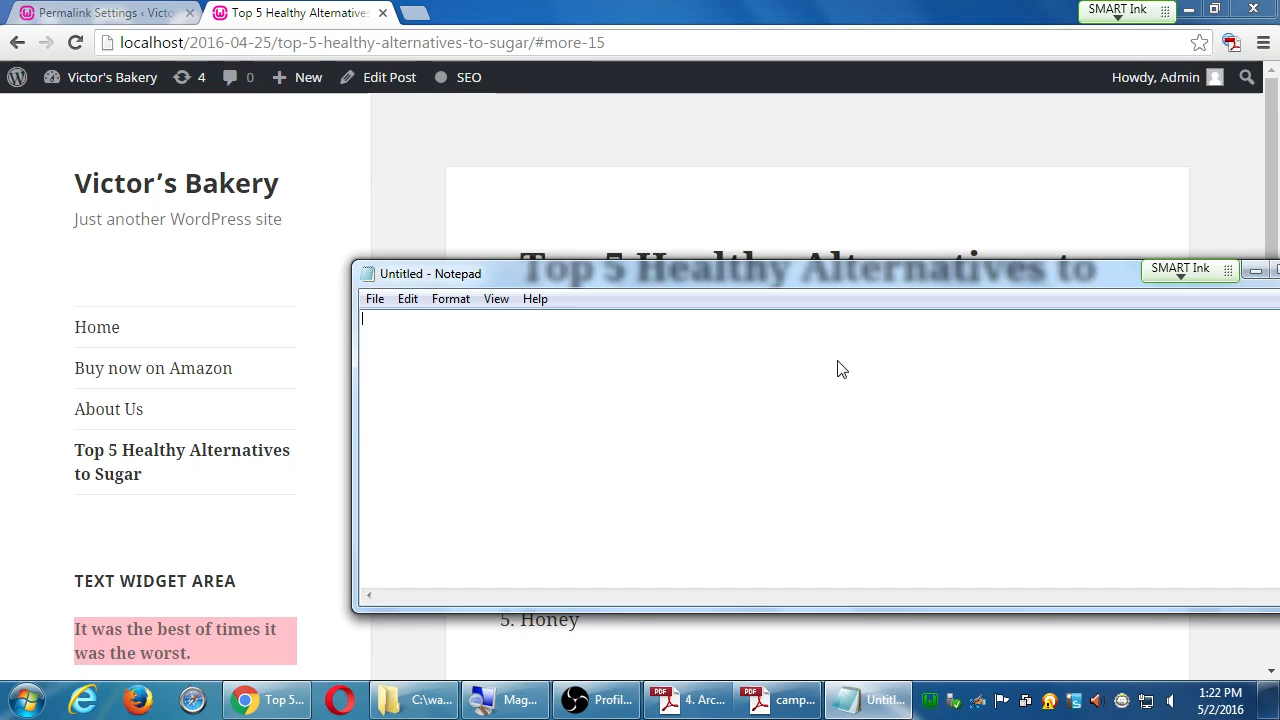 Permalink Settings ‹ Victo
Top 5 Healthy Alternatives
SMART Ink
localhost/2016-04-25/top-5-healthy-alternatives-to-sugar/#more-15
Victor's Bakery
4
0
New
Edit Post
SEO
Howdy, Admin
Victor's Bakery
Just another WordPress site
Top 5 Healthy Alternatives to
Untitled - Notepad
SMART Ink
File
Edit
Format
View
Help
Home
Buy now on Amazon
About Us
Top 5 Healthy Alternatives
to Sugar
TEXT WIDGET AREA
It was the best of times it
was the worst.
5. Honey
Top 5...
C:\wa...
Mag...
Profil...
PDF
4. Arc...
PDF
camp...
Untitl...
1:22 PM
5/2/2016